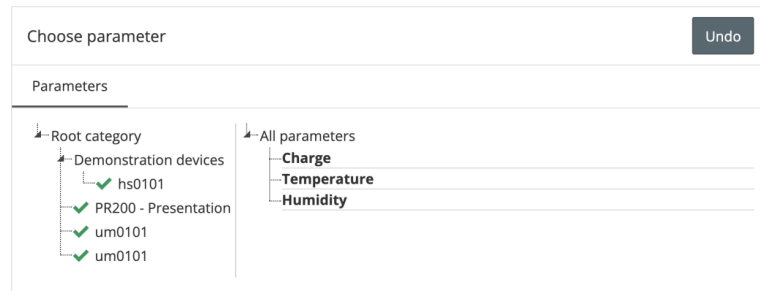 Choose parameter
Undo
Parameters
Root category
Demonstration devices
hs0101
PR200 - Presentation
um0101
um0101
All parameters
Charge
Temperature
Humidity